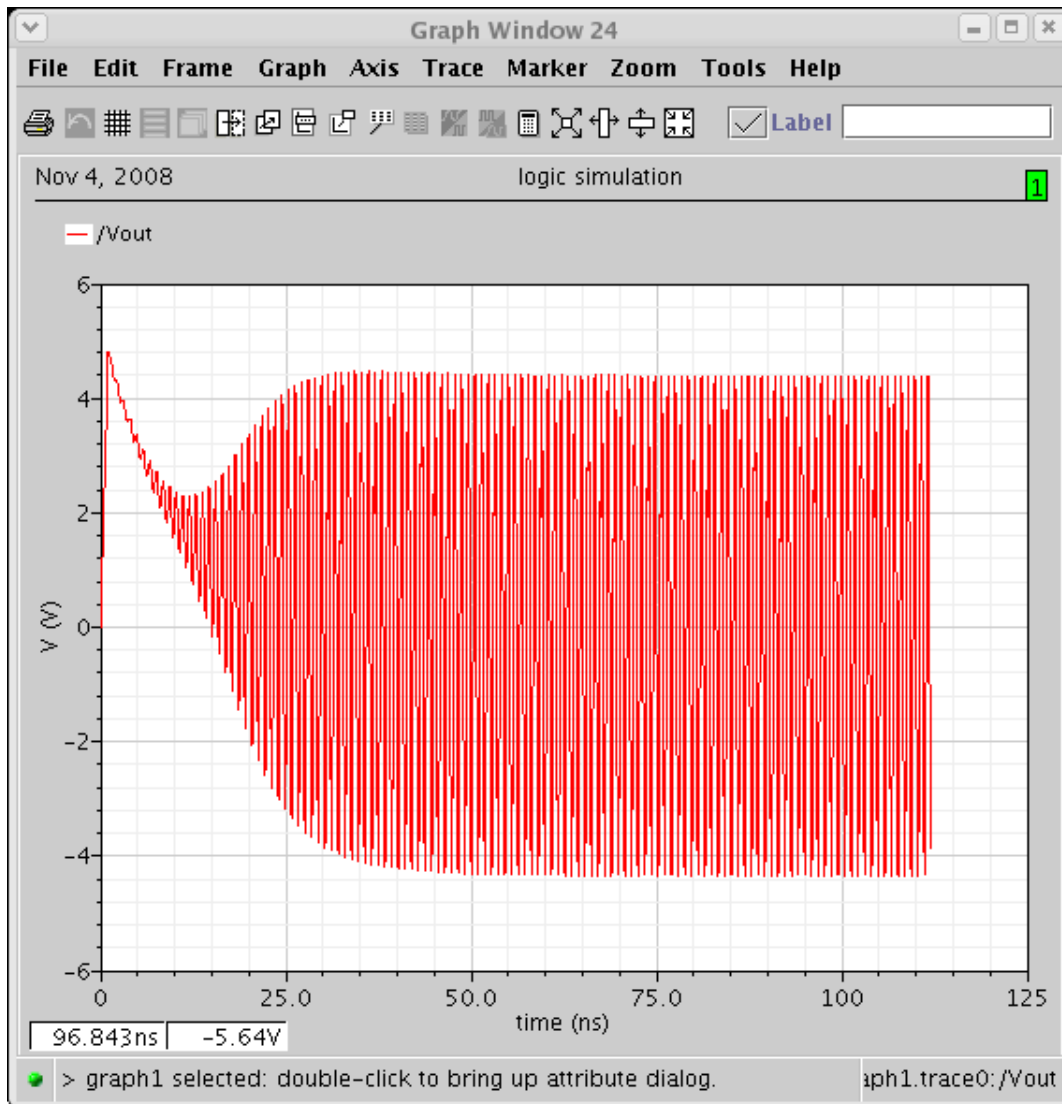 Graph Window 24
File Edit Frame Graph Axis Trace Marker Zoom Tools Help
Label
Nov 4, 2008 logic simulation 1
/Vout
6
4
2
0
−2
−4
−6
V (V)
0 25.0 50.0 75.0 100 125
time (ns)
96.843ns −5.64V
> graph1 selected: double-click to bring up attribute dialog. aph1.trace0:/Vout